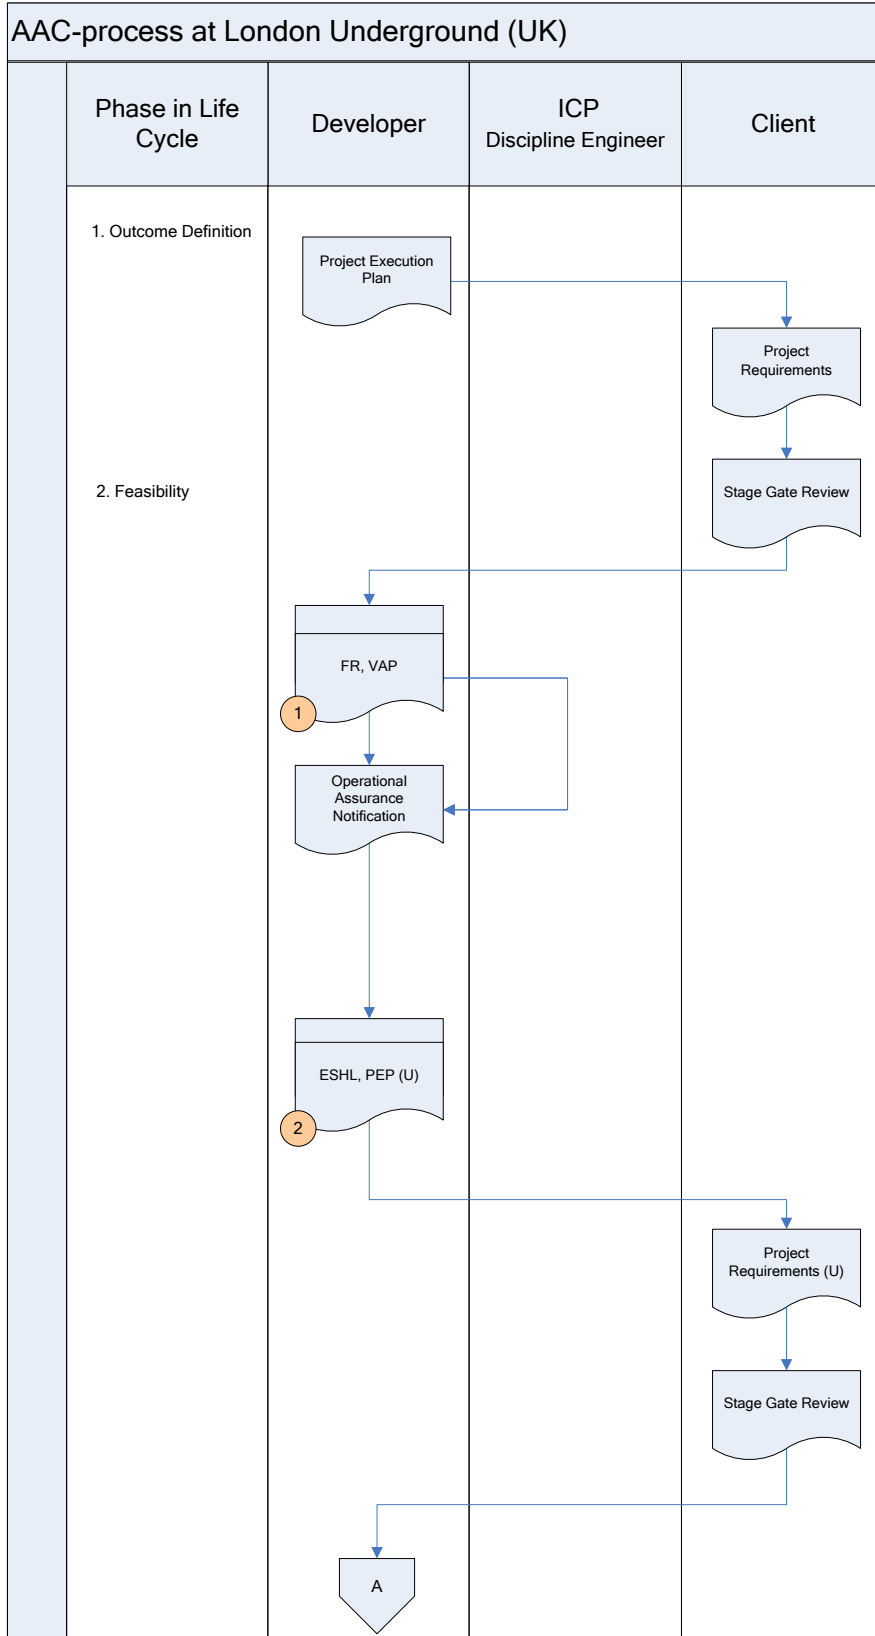 AAC-process at London Underground (UK)
Phase in Life
Cycle
Developer
ICP
Discipline Engineer
Client
1. Outcome Definition
Project Execution
Plan
Project
Requirements
2. Feasibility
Stage Gate Review
FR, VAP
1
Operational
Assurance
Notification
ESHL, PEP (U)
2
Project
Requirements (U)
Stage Gate Review
A